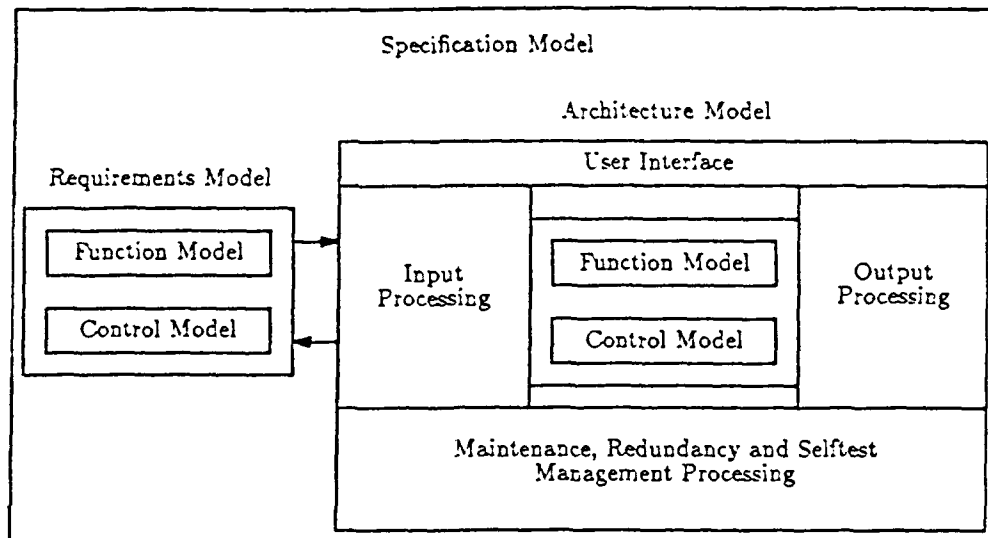 Specification Model
Architecture Model
User Interface
Requirements Model
Function Model
Control Model
Input
Processing
Function Model
Control Model
Output
Processing
Maintenance, Redundancy and Selftest
Management Processing